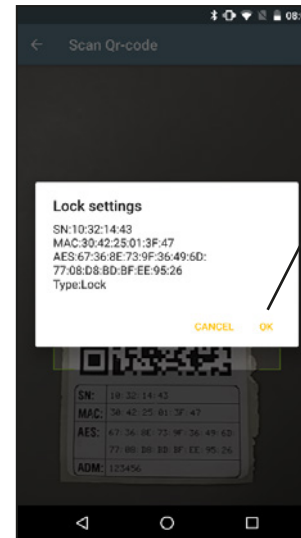 08:
Scan Qr-code
Lock settings
SN:10:32:14:43
MAC:30:42:25:01:3F:47
AES:67:36:8E:73:9F:36:49:6D:
77:08:D8:BD:BF:EE:95:26
Type:Lock
CANCEL OK
SN: 10:32:14:43
MAC: 30:42:25:01:3F:47
AES: 67:36:8E:73:9F:36:49:6D
77:08:D8:BD:BF:EE:95:26
ADM: 123456